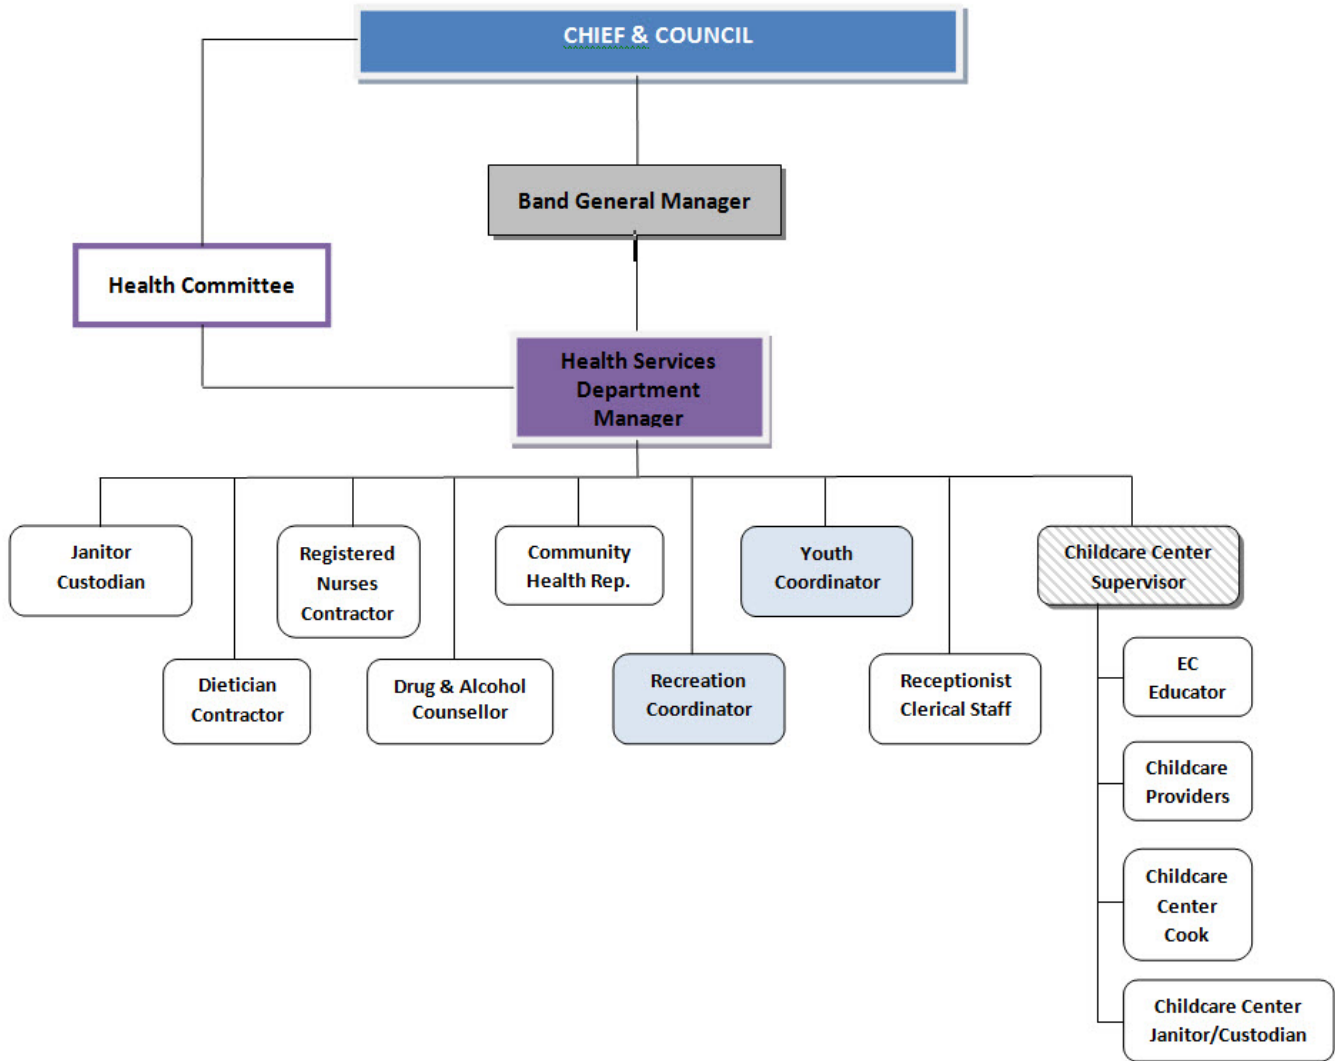 CHIEF & COUNCIL
Band General Manager
Health Committee
Health Services
Department
Manager
Janitor
Custodian
Registered
Nurses
Contractor
Community
Health Rep.
Youth
Coordinator
Childcare Center
Supervisor
Dietician
Contractor
Drug & Alcohol
Counsellor
Recreation
Coordinator
Receptionist
Clerical Staff
EC
Educator
Childcare
Providers
Childcare
Center
Cook
Childcare Center
Janitor/Custodian